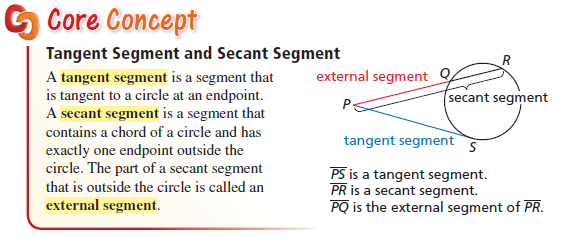 Core Concept
Tangent Segment and Secant Segment
A tangent segment is a segment that
is tangent to a circle at an endpoint.
A secant segment is a segment that
contains a chord of a circle and has
exactly one endpoint outside the
circle. The part of a secant segment
that is outside the circle is called an
external segment.
R
external segment Q
secant segment
P
tangent segment
S
PS is a tangent segment.
PR is a secant segment.
PQ is the external segment of PR.